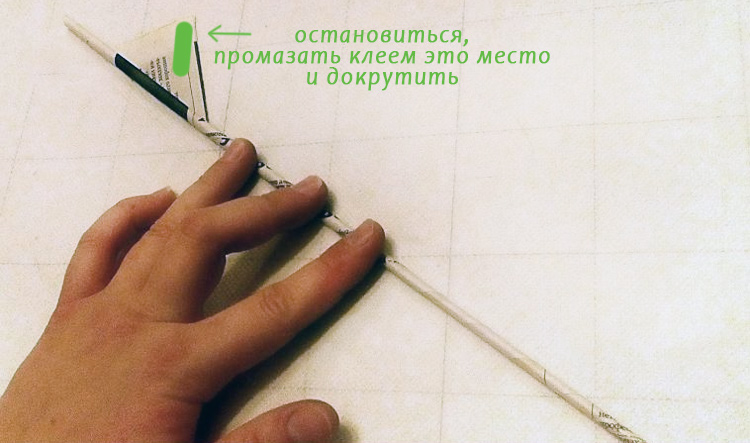 остановиться,
промазать клеем это место
и докрутить